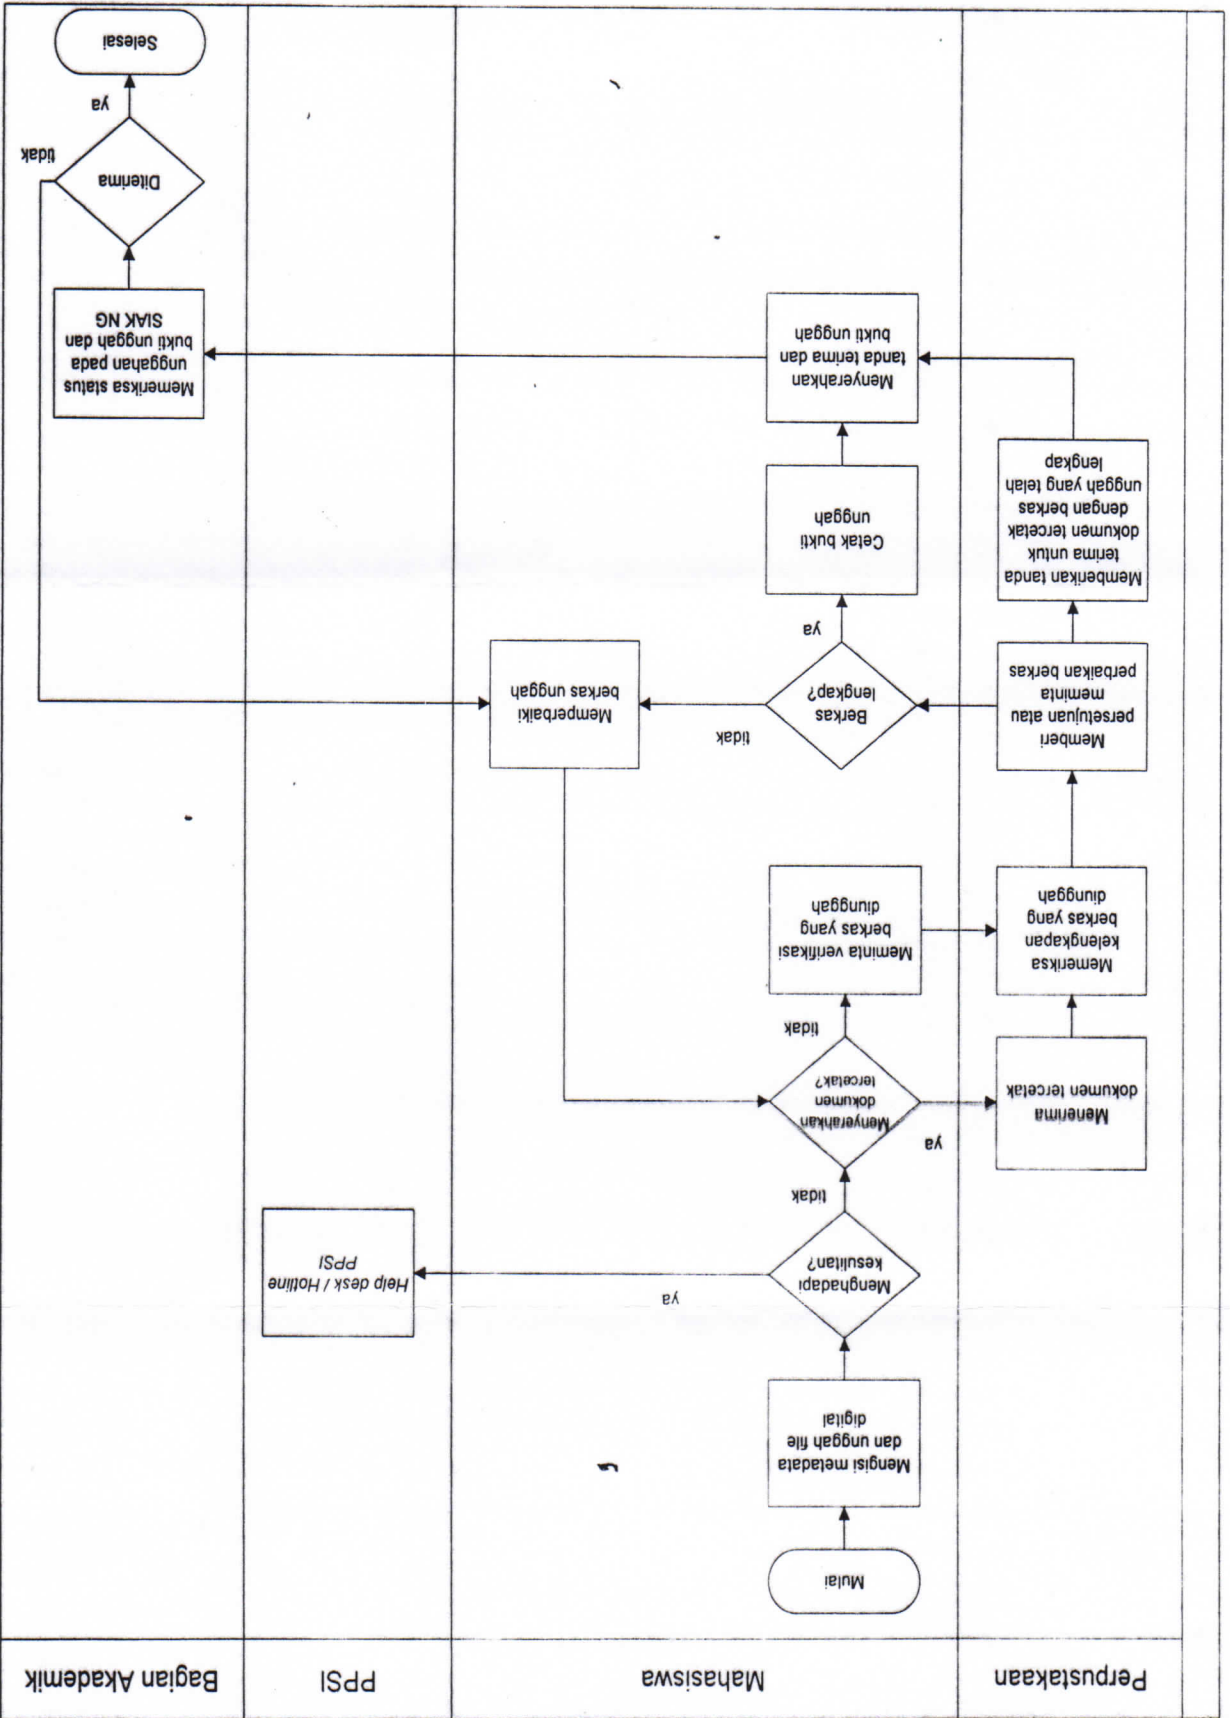 Perpustakaan
Mahasiswa
PPSI
Bagian Akademik
Mulai
Mengisi metadata
dan unggah file
digital
Menghadapi
kesulitan?
ya
Help desk / Hotline
PPSI
tidak
Menyerahkan
dokumen
tercetak?
ya
Menerima
dokumen tercetak
tidak
Meminta verifikasi
berkas yang
diunggah
Memeriksa
kelengkapan
berkas yang
diunggah
Memberi
persetujuan atau
meminta
perbaikan berkas
Berkas
lengkap?
tidak
Memperbaiki
berkas unggah
ya
Memberikan tanda
terima untuk
dokumen tercetak
dengan berkas
unggah yang telah
lengkap
Cetak bukti
unggah
Menyerahkan
tanda terima dan
bukti unggah
Memeriksa status
unggahan pada
bukti unggah dan
SIAK NG
Diterima
tidak
ya
Selesai